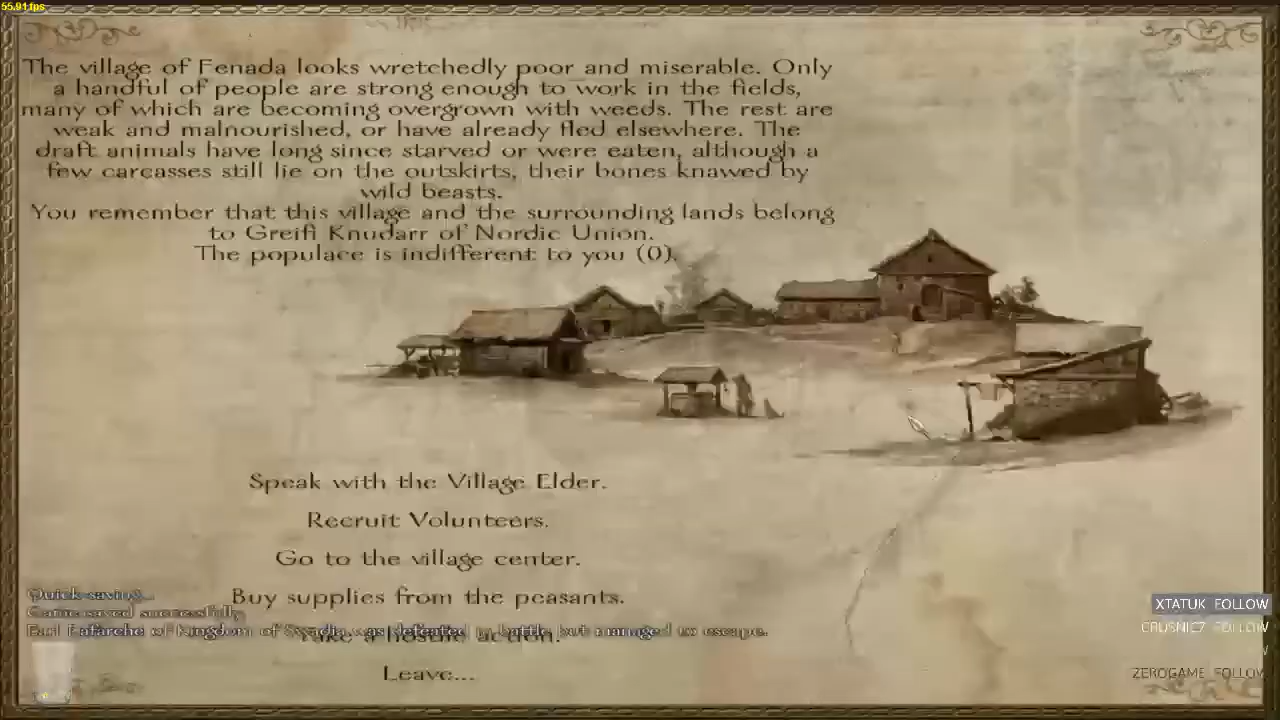 55.91 fps
The village of Fenada looks wretchedly poor and miserable. Only
a handful of people are strong enough to work in the fields,
many of which are becoming overgrown with weeds. The rest are
weak and malnourished, or have already fled elsewhere. The
draft animals have long since starved or were eaten, although a
few carcasses still lie on the outskirts, their bones knawed by
wild beasts.
You remember that this village and the surrounding lands belong
to Greifi Knudarr of Nordic Union.
The populace is indifferent to you (0).
Speak with the Village Elder.
Recruit Volunteers.
Go to the village center.
Buy supplies from the peasants.
Quick-saving...
Game saved successfully.
Earl Lafarche of Kingdom of Swadia was defeated in battle but managed to escape.
Take a hostile action.
Leave...
XTATUK FOLLOW
CRUSNIC7 FOLLOW
ZEROGAME FOLLOW